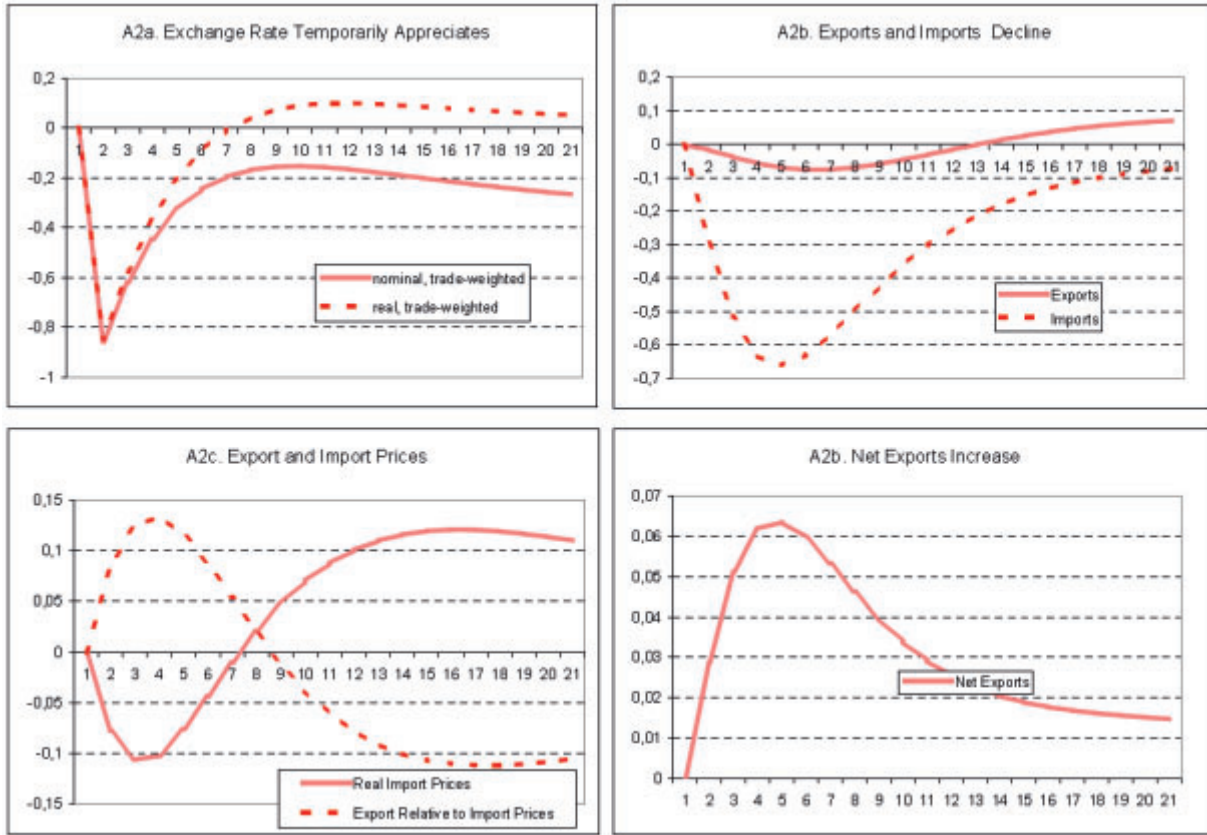 A2a. Exchange Rate Temporarily Appreciates
0,2
0
-0,2
-0,4
-0,6
-0,8
-1
1 2 3 4 5 6 7 8 9 10 11 12 13 14 15 16 17 18 19 20 21
nominal, trade-weighted
real, trade-weighted
A2b. Exports and Imports Decline
0,2
0,1
0
-0,1
-0,2
-0,3
-0,4
-0,5
-0,6
-0,7
1 2 3 4 5 6 7 8 9 10 11 12 13 14 15 16 17 18 19 20 21
Exports
Imports
A2c. Export and Import Prices
0,15
0,1
0,05
0
-0,05
-0,1
-0,15
1 2 3 4 5 6 7 8 9 10 11 12 13 14 15 16 17 18 19 20 21
Real Import Prices
Export Relative to Import Prices
A2b. Net Exports Increase
0,07
0,06
0,05
0,04
0,03
0,02
0,01
0
1 2 3 4 5 6 7 8 9 10 11 12 13 14 15 16 17 18 19 20 21
Net Exports